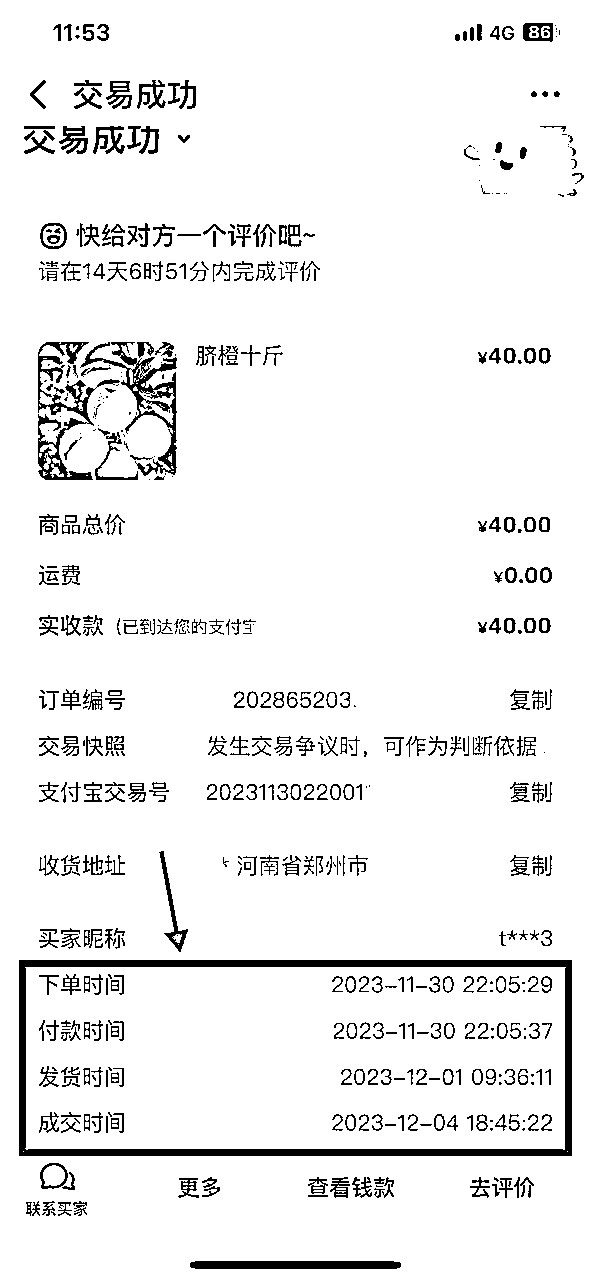 11:53 4G 86
交易成功
交易成功
快给对方一个评价吧~
请在14天6时51分内完成评价
脐橙十斤 ¥40.00
商品总价 ¥40.00
运费 ¥0.00
实收款 (已到达您的支付宝 ¥40.00
订单编号 202865203. 复制
交易快照 发生交易争议时，可作为判断依据
支付宝交易号 2023113022001 复制
收货地址 河南省郑州市 复制
买家昵称 t***3
下单时间 2023-11-30 22:05:29
付款时间 2023-11-30 22:05:37
发货时间 2023-12-01 09:36:11
成交时间 2023-12-04 18:45:22
联系买家 更多 查看钱款 去评价